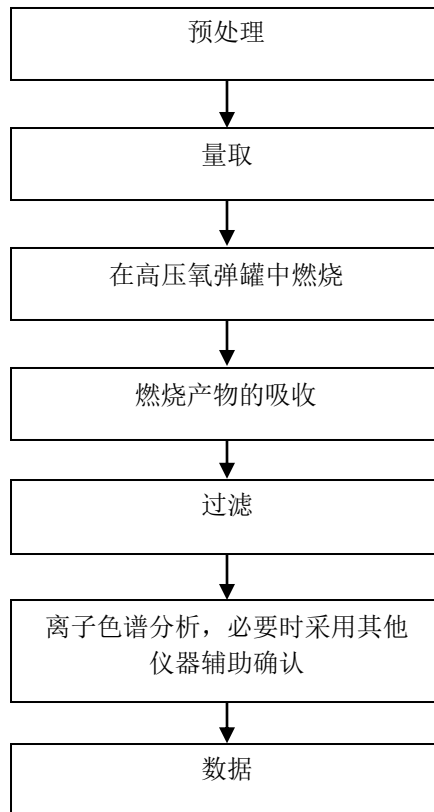 预处理
量取
在高压氧弹罐中燃烧
燃烧产物的吸收
过滤
离子色谱分析，必要时采用其他
仪器辅助确认
数据